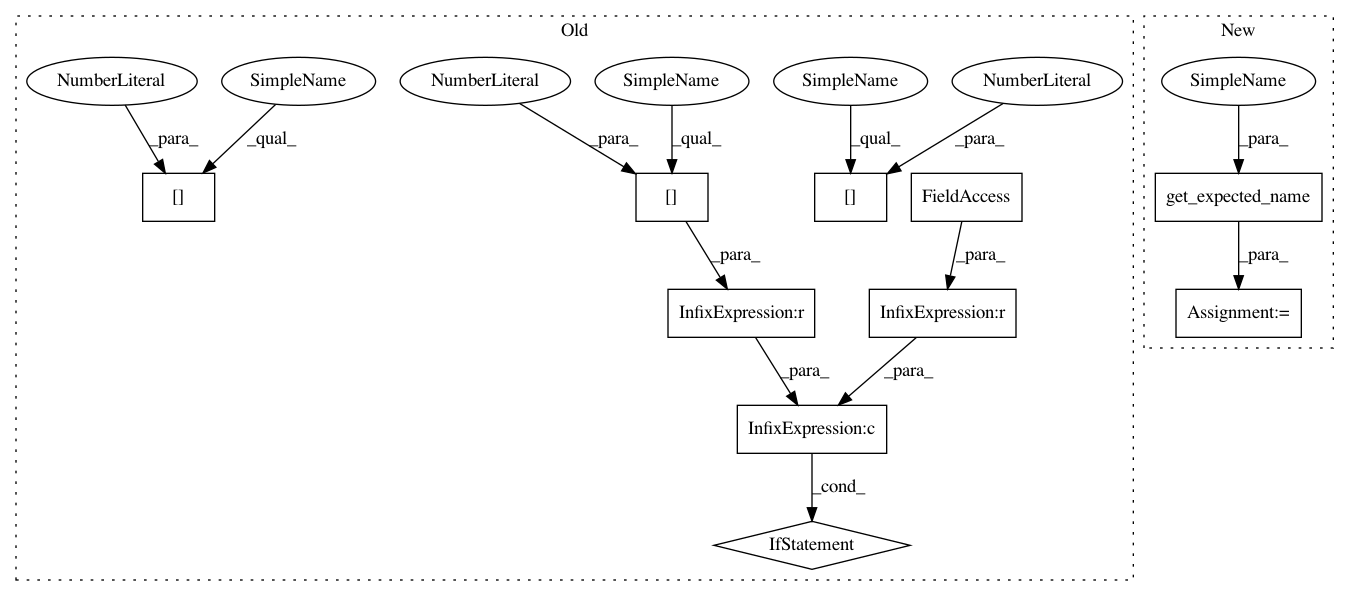 Old
New
NumberLiteral
SimpleName
NumberLiteral
SimpleName
SimpleName
NumberLiteral
SimpleName
_para_
_qual_
_para_
_qual_
_qual_
_para_
_para_
[]
[]
[]
FieldAccess
get_expected_name
_para_
_para_
_para_
InfixExpression:r
InfixExpression:r
Assignment:=
_para_
_para_
InfixExpression:c
_cond_
IfStatement